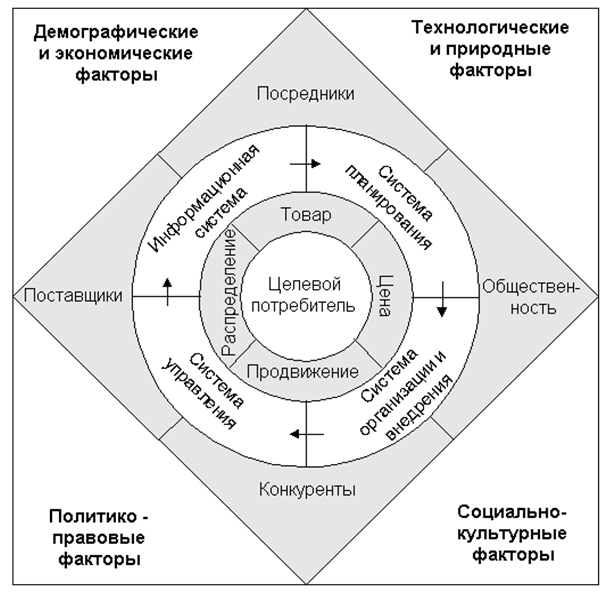 Демографические
и экономические
факторы
Технологические
и природные
факторы
Посредники
Информационная
система
Система
планирования
Товар
Распределение
Целевой
потребитель
Цена
Поставщики
Общественность
Продвижение
Система
управления
Система
организации и
внедрения
Конкуренты
Политико -
правовые
факторы
Социально-
культурные
факторы